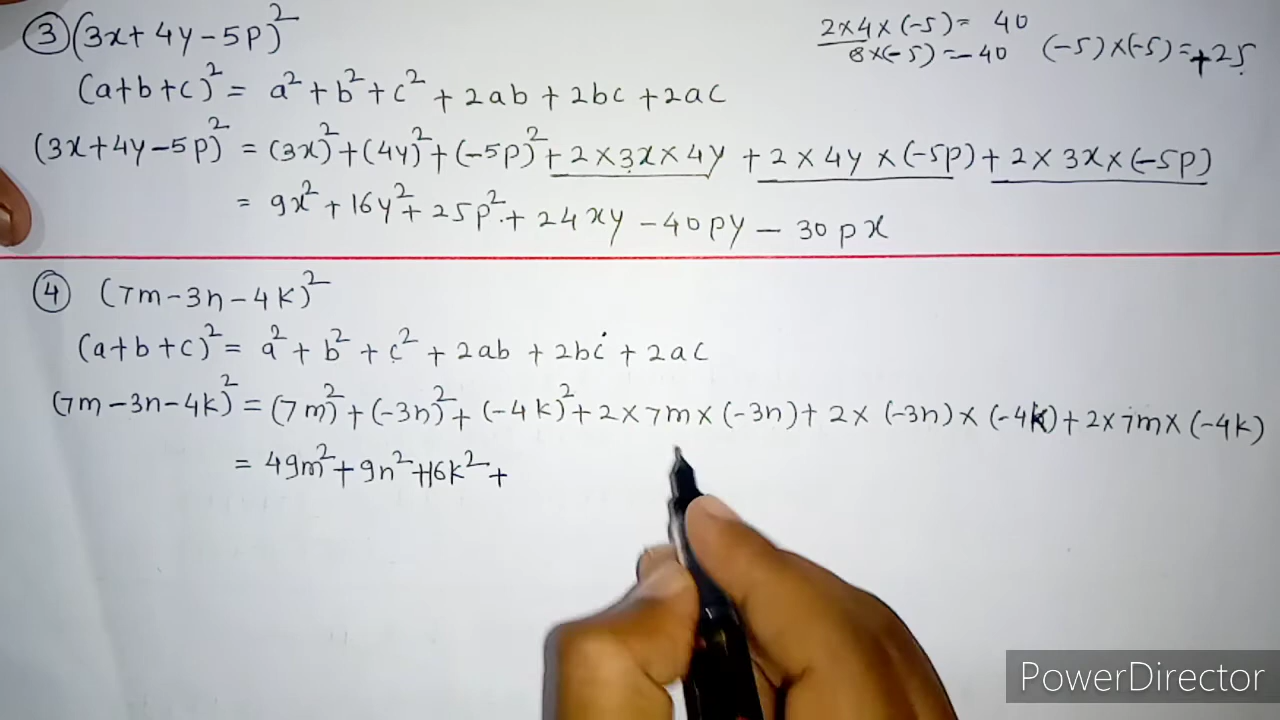 ③ (3x+4y-5p)²
2×4×(-5)= 40
8×(-5)=-40 (-5)×(-5)=+25
(a+b+c)² = a²+b²+c²+2ab+2bc+2ac
(3x+4y-5p)² = (3x)²+(4y)²+(-5p)²+2×3x×4y+2×4y×(-5p)+2×3x×(-5p)
= 9x²+16y²+25p²+24xy-40py-30px
④ (7m-3n-4k)²
(a+b+c)² = a²+b²+c²+2ab+2bc+2ac
(7m-3n-4k)² = (7m)²+(-3n)²+(-4k)²+2×7m×(-3n)+2×(-3n)×(-4k)+2×7m×(-4k)
= 49m²+9n²+16k²+
PowerDirector